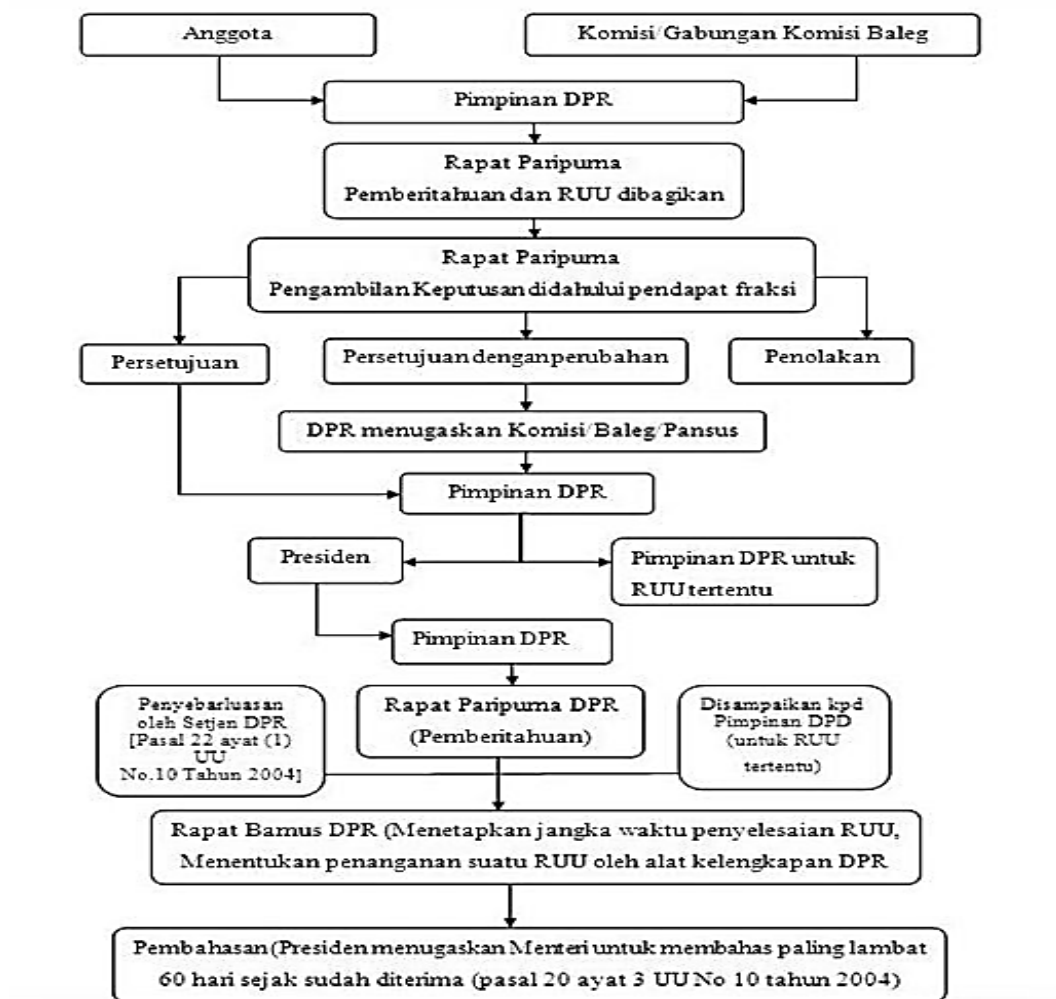 Anggota
Komisi/Gabungan Komisi Baleg
Pimpinan DPR
Rapat Paripurna
Pemberitahuan dan RUU dibagikan
Rapat Paripurna
Pengambilan Keputusan didahului pendapat fraksi
Persetujuan
Persetujuan dengan perubahan
Penolakan
DPR menugaskan Komisi/Baleg/Pansus
Pimpinan DPR
Presiden
Pimpinan DPR untuk
RUU tertentu
Pimpinan DPR
Penyebarluasan
oleh Setjen DPR
[Pasal 22 ayat (1)
UU
No.10 Tahun 2004]
Rapat Paripurna DPR
(Pemberitahuan)
Disampaikan kpd
Pimpinan DPD
(untuk RUU
tertentu)
Rapat Bamus DPR (Menetapkan jangka waktu penyelesaian RUU,
Menentukan penanganan suatu RUU oleh alat kelengkapan DPR
Pembahasan (Presiden menugaskan Menteri untuk membahas paling lambat
60 hari sejak sudah diterima (pasal 20 ayat 3 UU No 10 tahun 2004)